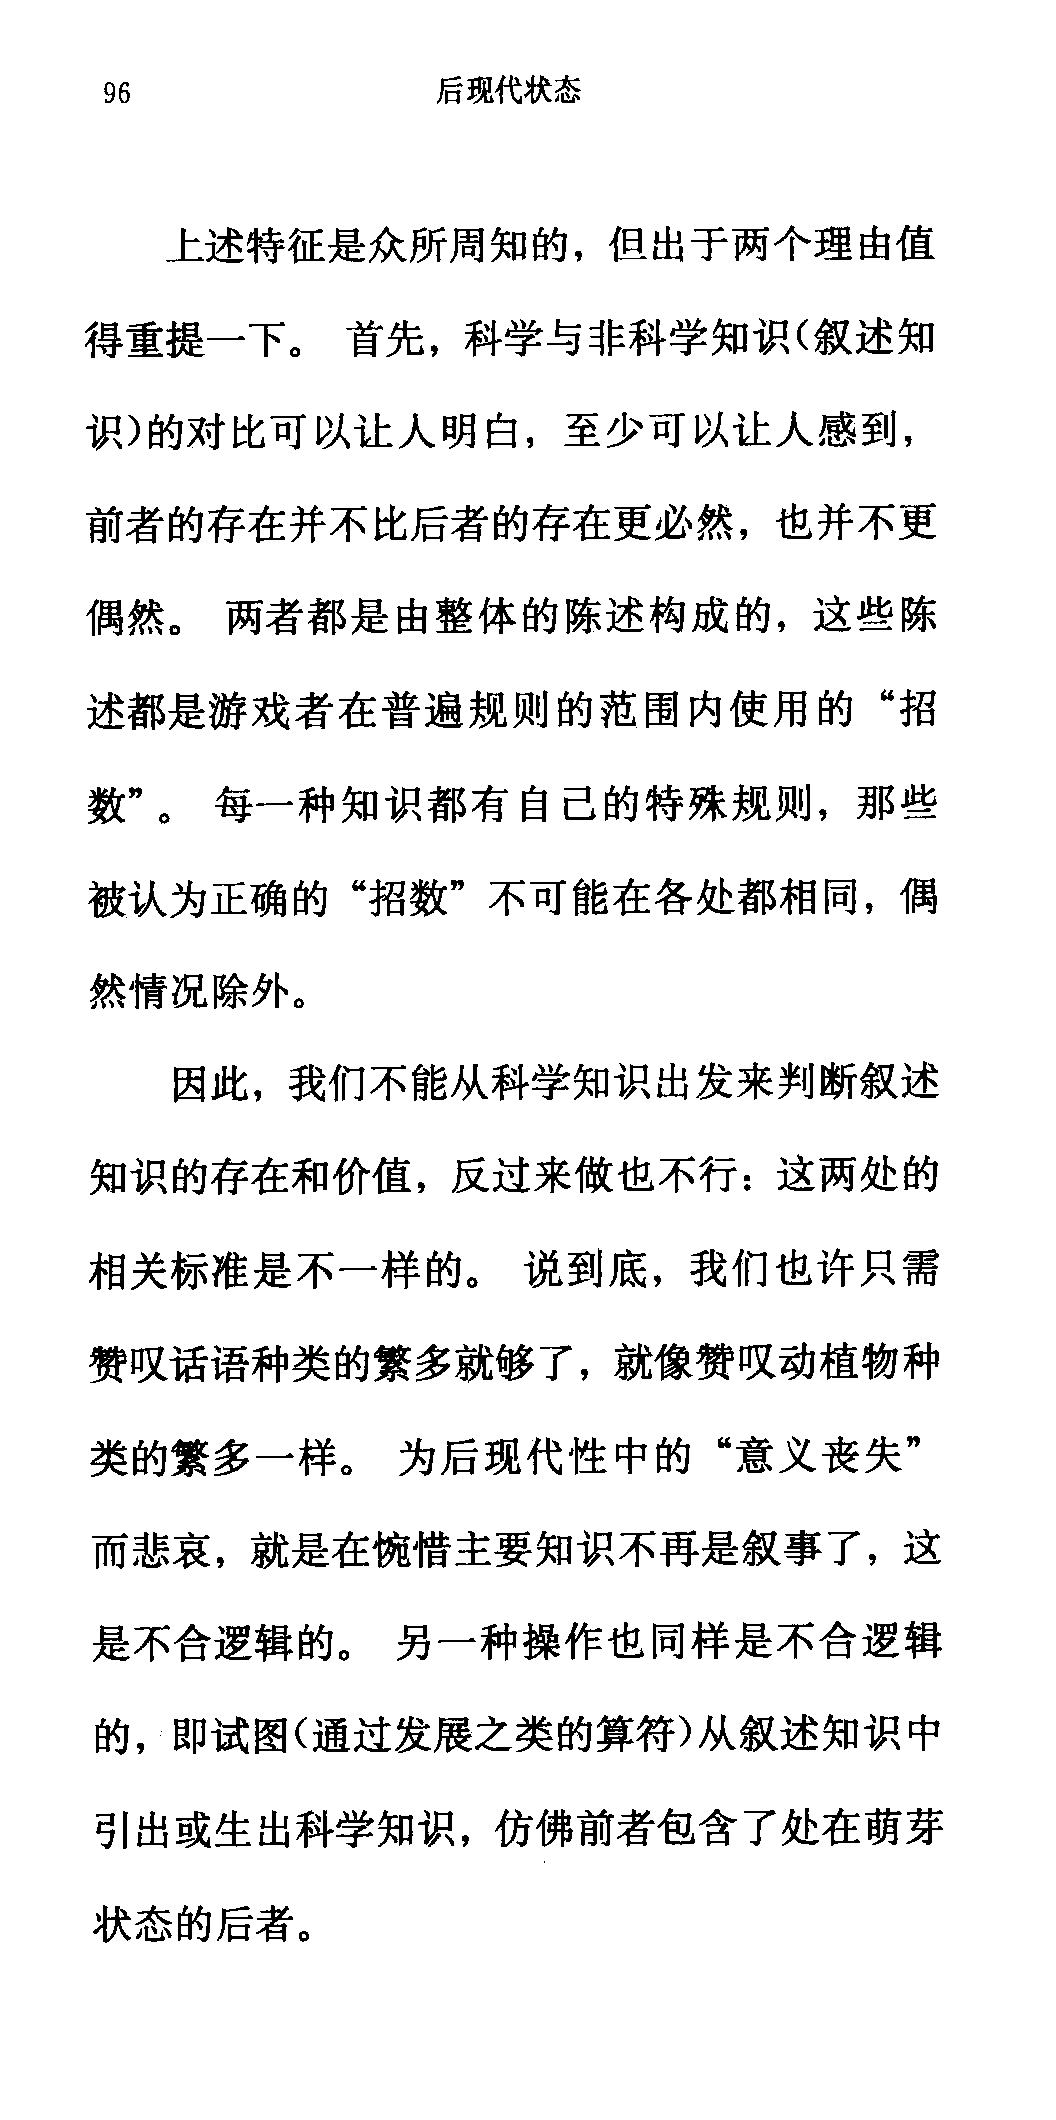 96 后现代状态
上述特征是众所周知的，但出于两个理由值
得重提一下。 首先，科学与非科学知识(叙述知
识)的对比可以让人明白，至少可以让人感到，
前者的存在并不比后者的存在更必然，也并不更
偶然。 两者都是由整体的陈述构成的，这些陈
述都是游戏者在普遍规则的范围内使用的“招
数”。 每一种知识都有自己的特殊规则，那些
被认为正确的“招数”不可能在各处都相同，偶
然情况除外。
因此，我们不能从科学知识出发来判断叙述
知识的存在和价值，反过来做也不行：这两处的
相关标准是不一样的。 说到底，我们也许只需
赞叹话语种类的繁多就够了，就像赞叹动植物种
类的繁多一样。 为后现代性中的“意义丧失”
而悲哀，就是在惋惜主要知识不再是叙事了，这
是不合逻辑的。 另一种操作也同样是不合逻辑
的，即试图(通过发展之类的算符)从叙述知识中
引出或生出科学知识，仿佛前者包含了处在萌芽
状态的后者。